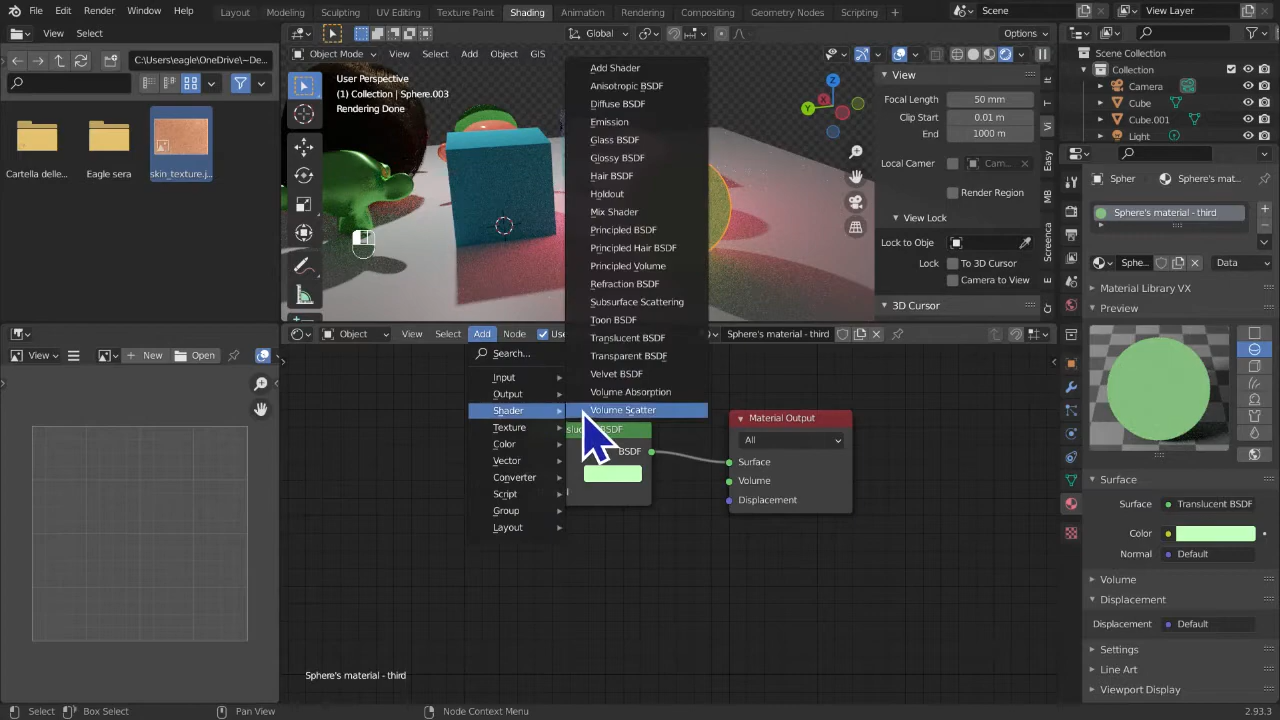 File Edit Render Window Help Layout Modeling Sculpting UV Editing Texture Paint Shading Animation Rendering Compositing Geometry Nodes Scripting + Scene View Layer
View Select
Global
Options
C:\Users\eagle\OneDrive\~De...
Object Mode View Select Add Object GIS
User Perspective
(1) Collection | Sphere.003
Rendering Done
Cartella delle...
Eagle sera
skin_texture.j...
Add Shader
Anisotropic BSDF
Diffuse BSDF
Emission
Glass BSDF
Glossy BSDF
Hair BSDF
Holdout
Mix Shader
Principled BSDF
Principled Hair BSDF
Principled Volume
Refraction BSDF
Subsurface Scattering
Toon BSDF
Translucent BSDF
Transparent BSDF
Velvet BSDF
Volume Absorption
Volume Scatter
X
Y
Z
View
Focal Length 50 mm
Clip Start 0.01 m
End 1000 m
Local Camer Cam...
Render Region
View Lock
Lock to Obje
Lock To 3D Cursor
Camera to View
3D Cursor
Vi
Easy
MB
Screenca
Scene Collection
Collection
Camera
Cube
Cube.001
Light
Spher Sphere's mat...
Sphere's material - third
Sphe... Data
Material Library VX
Preview
Surface
Surface Translucent BSDF
Color
Normal Default
Volume
Displacement
Displacement Default
Settings
Line Art
Viewport Display
View + New Open
Object View Select Add Node Use Sphere's material - third
Search...
Input
Output
Shader
Texture
Color
Vector
Converter
Script
Group
Layout
BSDF
BSDF
Material Output
All
Surface
Volume
Displacement
Sphere's material - third
Select Box Select Pan View Node Context Menu 2.93.3